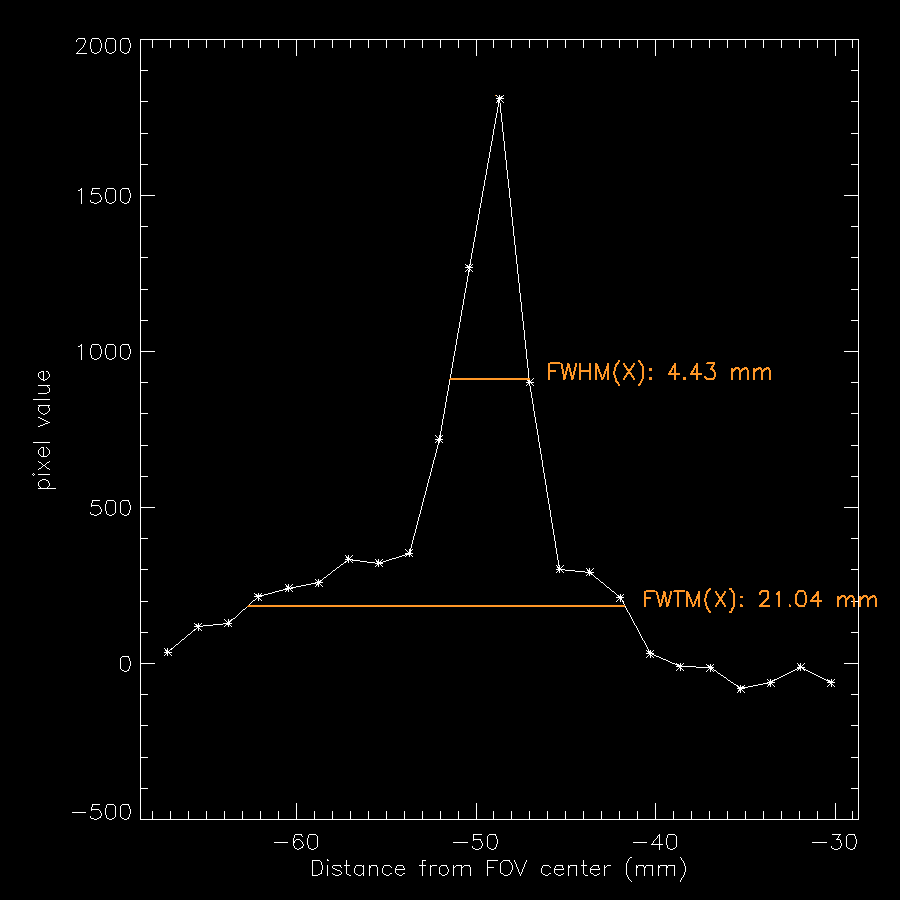 2000
1500
1000
500
0
−500
pixel value
FWHM(X): 4.43 mm
FWTM(X): 21.04 mm
−60 −50 −40 −30
Distance from FOV center (mm)